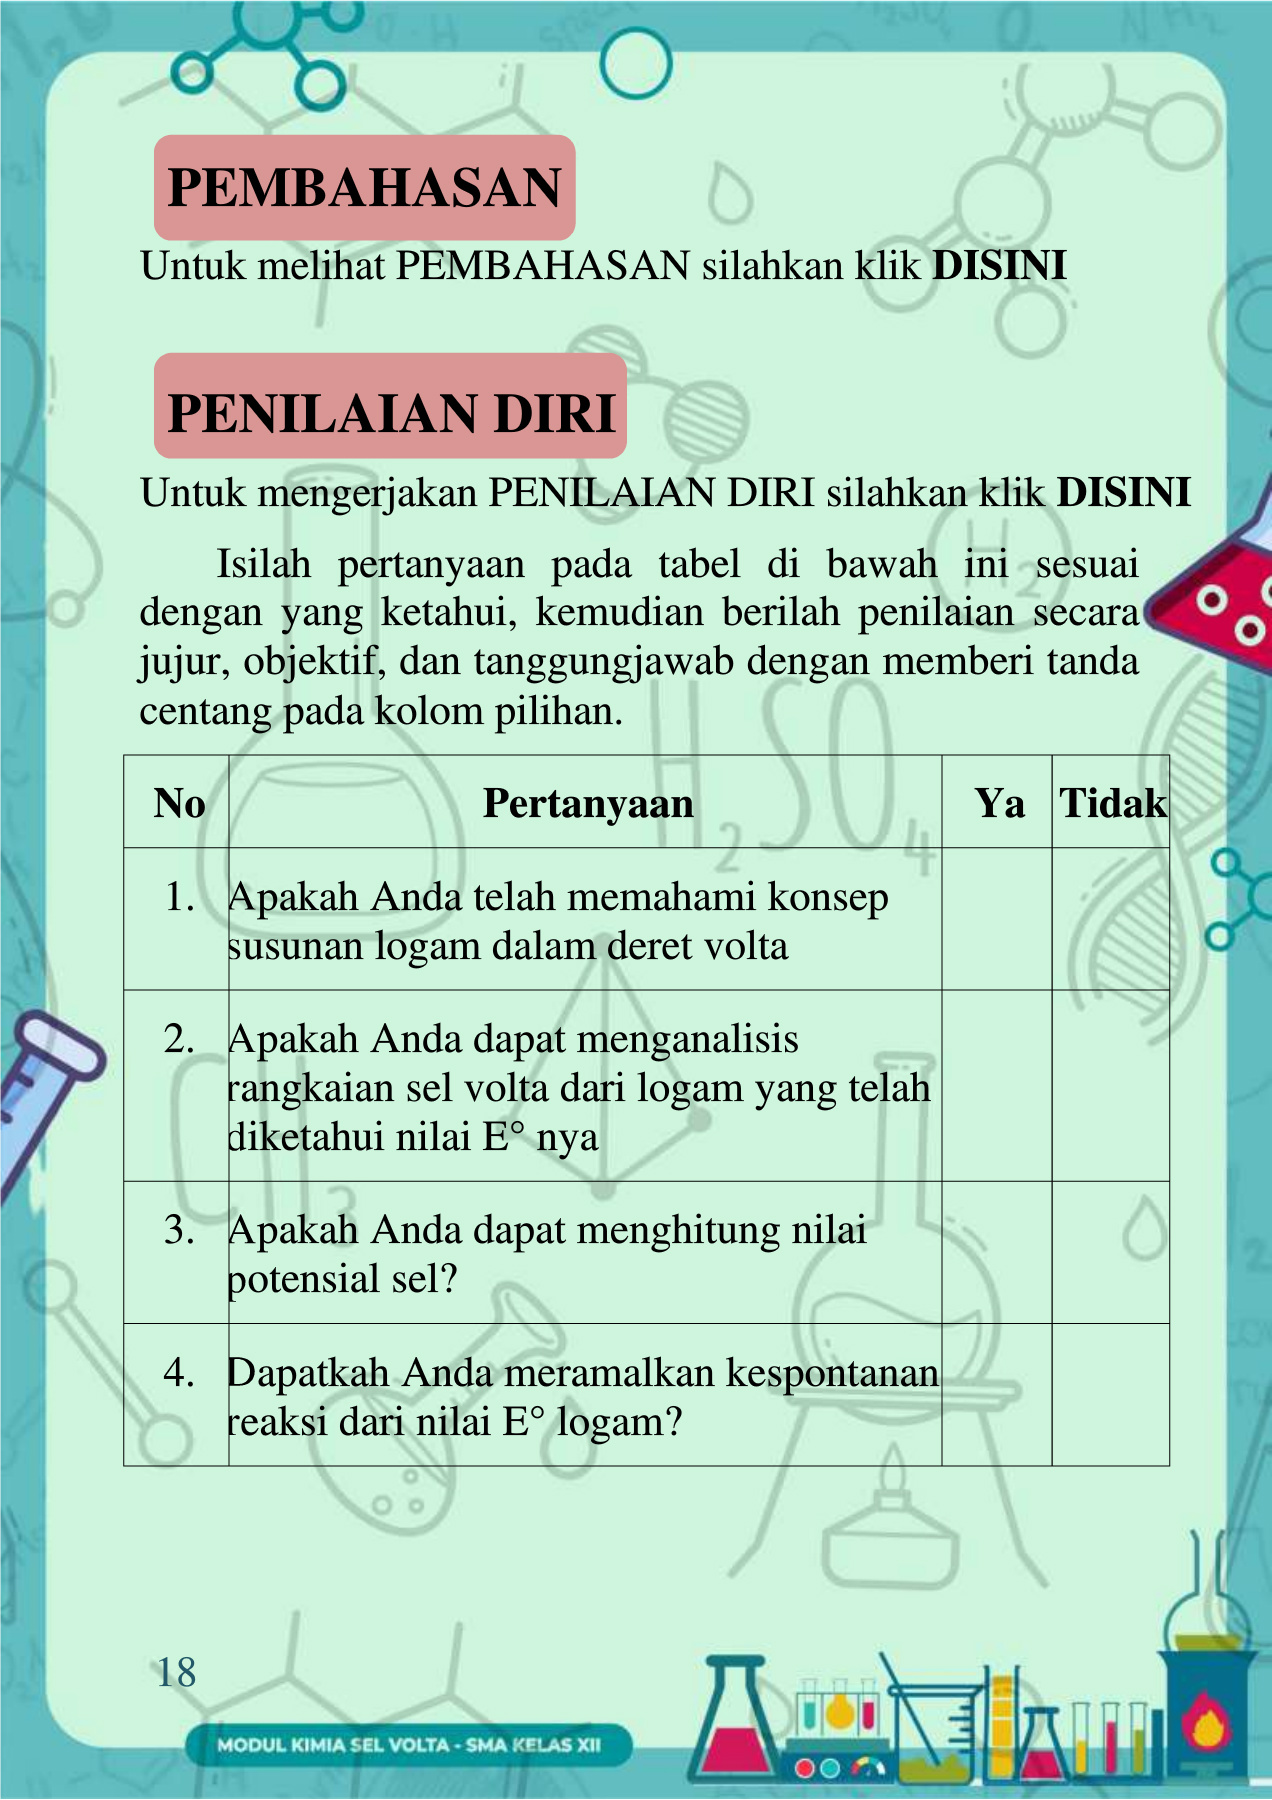 PEMBAHASAN
Untuk melihat PEMBAHASAN silahkan klik DISINI
PENILAIAN DIRI
Untuk mengerjakan PENILAIAN DIRI silahkan klik DISINI
Isilah pertanyaan pada tabel di bawah ini sesuai
dengan yang ketahui, kemudian berilah penilaian secara
jujur, objektif, dan tanggungjawab dengan memberi tanda
centang pada kolom pilihan.
No Pertanyaan Ya Tidak
1. Apakah Anda telah memahami konsep
susunan logam dalam deret volta
2. Apakah Anda dapat menganalisis
rangkaian sel volta dari logam yang telah
diketahui nilai E° nya
3. Apakah Anda dapat menghitung nilai
potensial sel?
4. Dapatkah Anda meramalkan kespontanan
reaksi dari nilai E° logam?
H2
H2SO4
CH3
18
MODUL KIMIA SEL VOLTA - SMA KELAS XII